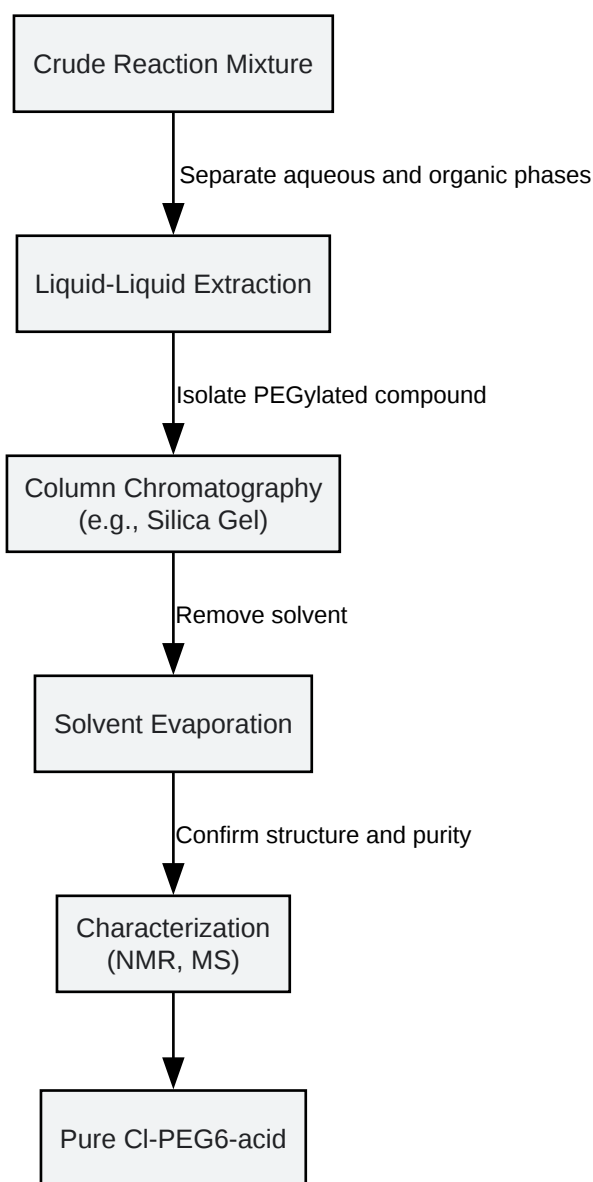 Crude Reaction Mixture
Separate aqueous and organic phases
Liquid-Liquid Extraction
Isolate PEGylated compound
Column Chromatography
(e.g., Silica Gel)
Remove solvent
Solvent Evaporation
Confirm structure and purity
Characterization
(NMR, MS)
Pure Cl-PEG6-acid